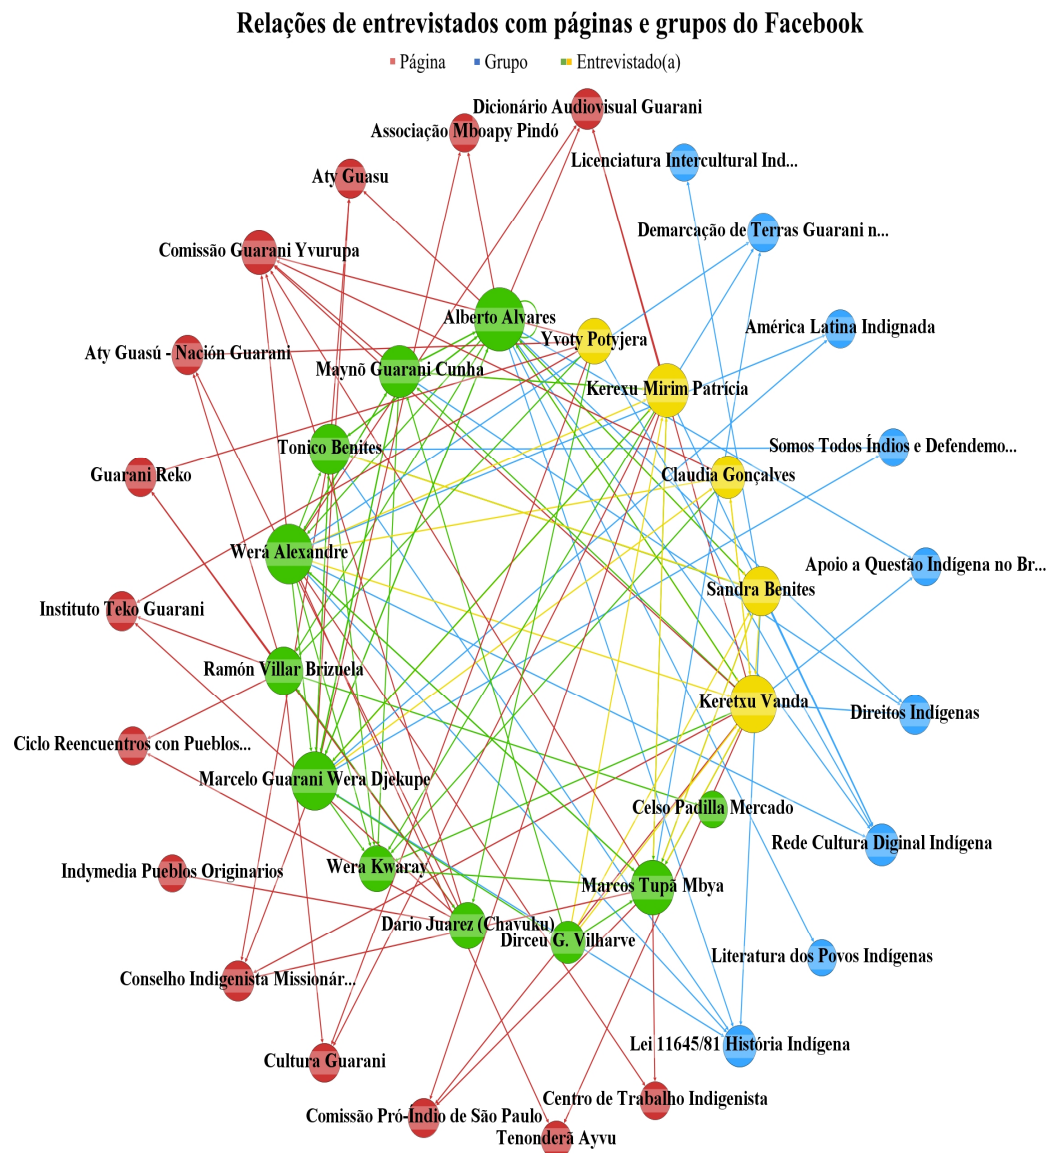 Relações de entrevistados com páginas e grupos do Facebook
Página Grupo Entrevistado(a)
Dicionário Audiovisual Guarani
Associação Mboapy Pindó
Licenciatura Intercultural Ind...
Aty Guasu
Demarcação de Terras Guarani n...
Comissão Guarani Yvurupa
Alberto Alvares
América Latina Indignada
Yvoty Potyjera
Aty Guasú - Nación Guarani
Maynõ Guarani Cunha
Kerexu Mirim Patrícia
Tonico Benites
Somos Todos Índios e Defendemo...
Guarani Reko
Claudia Gonçalves
Werá Alexandre
Apoio a Questão Indígena no Br...
Sandra Benites
Instituto Teko Guarani
Ramón Villar Brizuela
Keretxu Vanda
Direitos Indígenas
Ciclo Reencuentros con Pueblos...
Marcelo Guarani Wera Djekupe
Celso Padilla Mercado
Rede Cultura Diginal Indígena
Indymedia Pueblos Originarios
Wera Kwaray
Marcos Tupã Mbya
Dario Juarez (Chavuku)
Dirceu G. Vilharve
Literatura dos Povos Indígenas
Conselho Indigenista Missionár...
Lei 11645/81 História Indígena
Cultura Guarani
Centro de Trabalho Indigenista
Comissão Pró-Índio de São Paulo
Tenonderã Ayvu